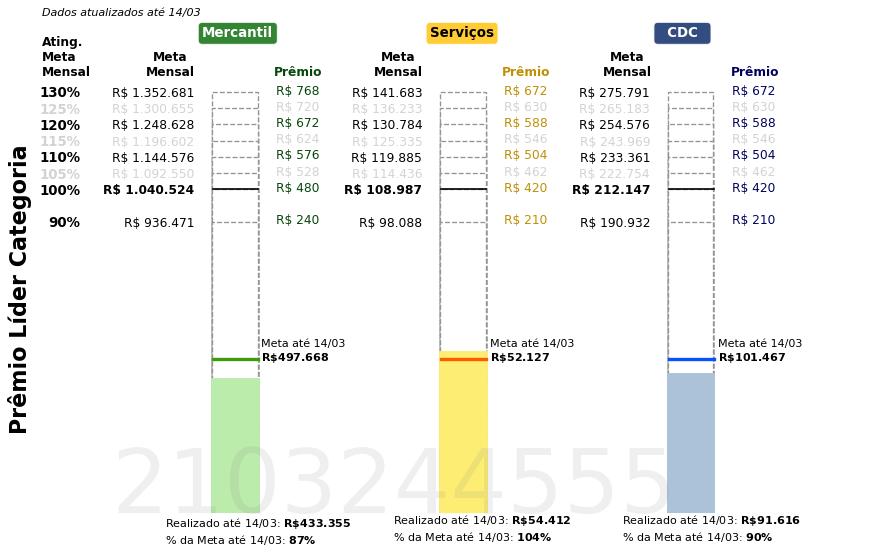 Dados atualizados até 14/03
Mercantil Serviços CDC
Ating. Meta Mensal
Meta Mensal Prêmio Meta Mensal Prêmio Meta Mensal Prêmio
130% R$ 1.352.681 R$ 768 R$ 141.683 R$ 672 R$ 275.791 R$ 672
125% R$ 1.300.655 R$ 720 R$ 136.233 R$ 630 R$ 265.183 R$ 630
120% R$ 1.248.628 R$ 672 R$ 130.784 R$ 588 R$ 254.576 R$ 588
115% R$ 1.196.602 R$ 624 R$ 125.335 R$ 546 R$ 243.969 R$ 546
110% R$ 1.144.576 R$ 576 R$ 119.885 R$ 504 R$ 233.361 R$ 504
105% R$ 1.092.550 R$ 528 R$ 114.436 R$ 462 R$ 222.754 R$ 462
100% R$ 1.040.524 R$ 480 R$ 108.987 R$ 420 R$ 212.147 R$ 420
90% R$ 936.471 R$ 240 R$ 98.088 R$ 210 R$ 190.932 R$ 210
Prêmio Líder Categoria
Meta até 14/03 Meta até 14/03 Meta até 14/03
R$497.668 R$52.127 R$101.467
2103244555
Realizado até 14/03: R$433.355 Realizado até 14/03: R$54.412 Realizado até 14/03: R$91.616
% da Meta até 14/03: 87% % da Meta até 14/03: 104% % da Meta até 14/03: 90%